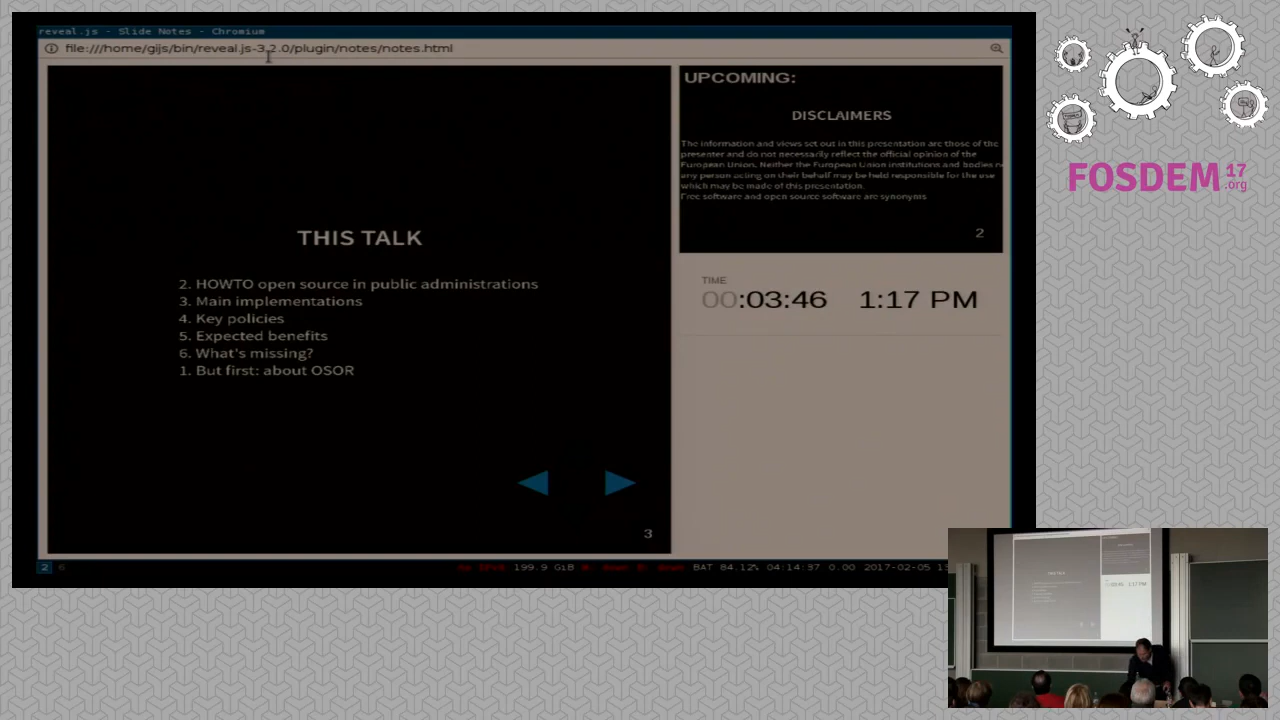 reveal.js - Slide Notes - Chromium
file:///home/gijs/bin/reveal.js-3.2.0/plugin/notes/notes.html
THIS TALK
2. HOWTO open source in public administrations
3. Main implementations
4. Key policies
5. Expected benefits
6. What's missing?
1. But first: about OSOR
3
UPCOMING:
DISCLAIMERS
The information and views set out in this presentation are those of the
presenter and do not necessarily reflect the official opinion of the
European Union. Neither the European Union institutions and bodies
any person acting on their behalf may be held responsible for the use
which may be made of this presentation.
Free software and open source software are synonyms
2
TIME
00:03:46 1:17 PM
2 6
199.9 GiB BAT 84.12% 04:14:37 0.00 2017-02-05
FOSDEM 17
.org